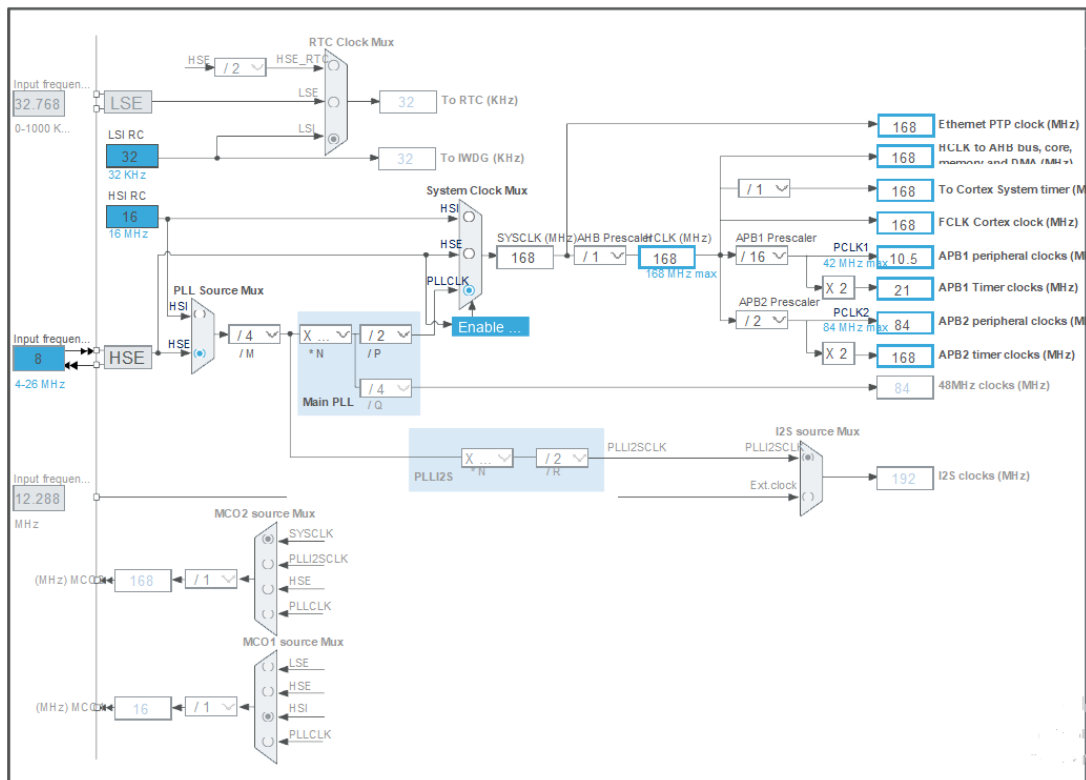 RTC Clock Mux
HSE
/ 2
HSE_RTC
Input frequen...
32.768
0-1000 K...
LSE
LSE
32
To RTC (KHz)
LSI RC
32
32 KHz
LSI
32
To IWDG (KHz)
HSI RC
16
16 MHz
System Clock Mux
HSI
HSE
PLLCLK
Enable ...
SYSCLK (MHz)
168
AHB Prescaler
/ 1
HCLK (MHz)
168
168 MHz max
168
Ethernet PTP clock (MHz)
168
HCLK to AHB bus, core,
memory and DMA (MHz)
/ 1
168
To Cortex System timer (M
168
FCLK Cortex clock (MHz)
APB1 Prescaler
/ 16
PCLK1
42 MHz max
10.5
APB1 peripheral clocks (M
X 2
21
APB1 Timer clocks (MHz)
APB2 Prescaler
/ 2
PCLK2
84 MHz max
84
APB2 peripheral clocks (M
X 2
168
APB2 timer clocks (MHz)
PLL Source Mux
HSI
HSE
Input frequen...
8
4-26 MHz
HSE
/ 4
/ M
X ...
* N
/ 2
/ P
/ 4
/ Q
Main PLL
84
48MHz clocks (MHz)
PLLI2S
X ...
* N
/ 2
/ R
PLLI2SCLK
I2S source Mux
PLLI2SCLK
Ext.clock
192
I2S clocks (MHz)
Input frequen...
12.288
MHz
MCO2 source Mux
SYSCLK
PLLI2SCLK
HSE
PLLCLK
(MHz)
168
/ 1
MCO1 source Mux
LSE
HSE
HSI
PLLCLK
(MHz)
16
/ 1